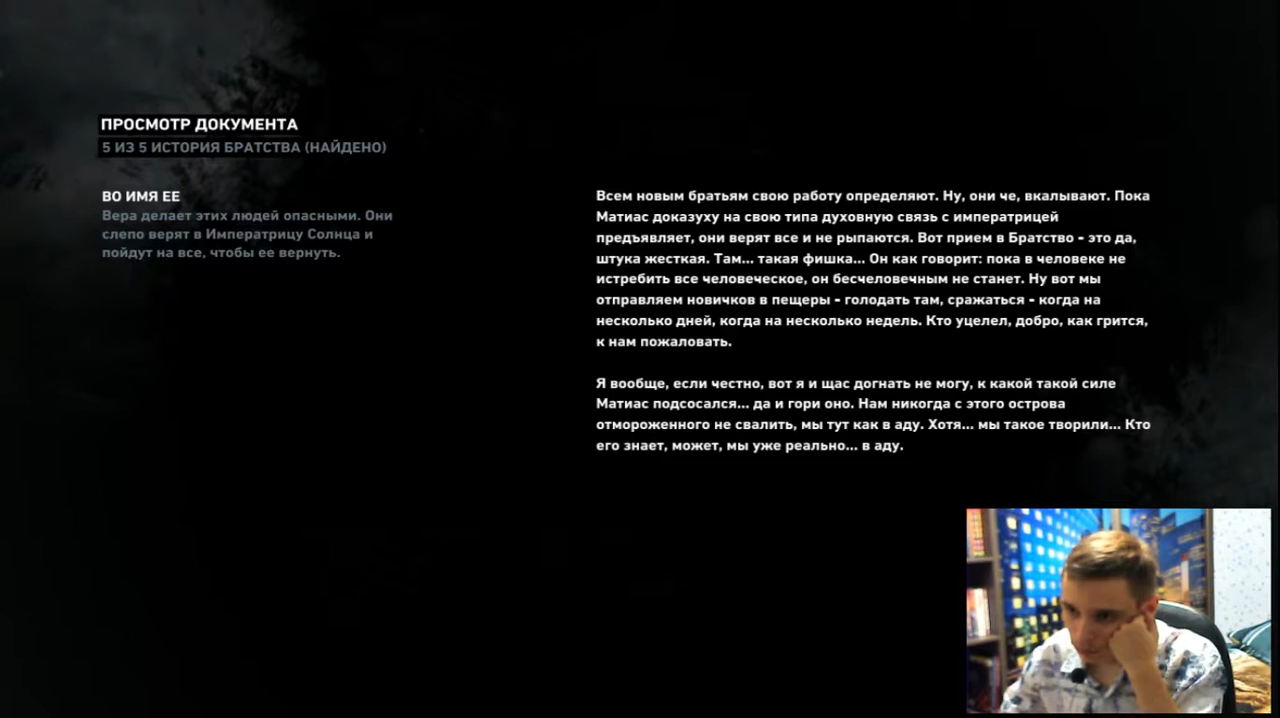 ПРОСМОТР ДОКУМЕНТА
5 ИЗ 5 ИСТОРИЯ БРАТСТВА (НАЙДЕНО)
ВО ИМЯ ЕЕ
Вера делает этих людей опасными. Они
слепо верят в Императрицу Солнца и
пойдут на все, чтобы ее вернуть.
Всем новым братьям свою работу определяют. Ну, они че, вкалывают. Пока
Матиас доказуху на свою типа духовную связь с императрицей
предъявляет, они верят все и не рыпаются. Вот прием в Братство - это да,
штука жесткая. Там... такая фишка... Он как говорит: пока в человеке не
истребить все человеческое, он бесчеловечным не станет. Ну вот мы
отправляем новичков в пещеры - голодать там, сражаться - когда на
несколько дней, когда на несколько недель. Кто уцелел, добро, как грится,
к нам пожаловать.
Я вообще, если честно, вот я и щас догнать не могу, к какой такой силе
Матиас подсосался... да и гори оно. Нам никогда с этого острова
отмороженного не свалить, мы тут как в аду. Хотя... мы такое творили... Кто
его знает, может, мы уже реально... в аду.